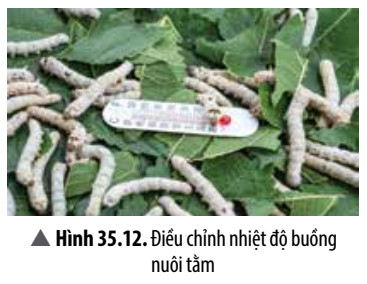 ▲ Hình 35.12. Điều chỉnh nhiệt độ buồng
nuôi tằm